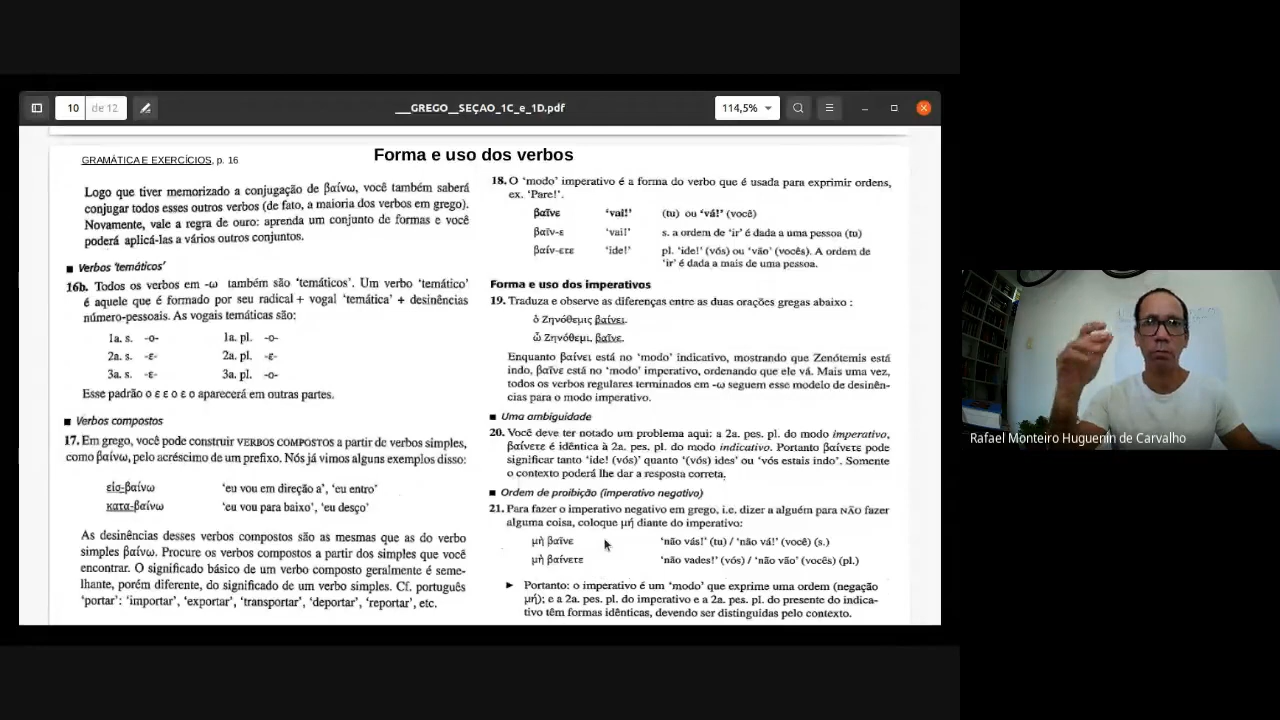 10 de 12
___GREGO__SEÇAO_1C_e_1D.pdf
114,5%
GRAMÁTICA E EXERCÍCIOS, p. 16
Forma e uso dos verbos
Logo que tiver memorizado a conjugação de βαίνω, você também saberá
conjugar todos esses outros verbos (de fato, a maioria dos verbos em grego).
Novamente, vale a regra de ouro: aprenda um conjunto de formas e você
poderá aplicá-las a vários outros conjuntos.
■ Verbos 'temáticos'
16b. Todos os verbos em -ω também são 'temáticos'. Um verbo 'temático'
é aquele que é formado por seu radical + vogal 'temática' + desinências
número-pessoais. As vogais temáticas são:
1a. s. -ο- 1a. pl. -ο-
2a. s. -ε- 2a. pl. -ε-
3a. s. -ε- 3a. pl. -ο-
Esse padrão ο ε ε ο ε ο aparecerá em outras partes.
■ Verbos compostos
17. Em grego, você pode construir VERBOS COMPOSTOS a partir de verbos simples,
como βαίνω, pelo acréscimo de um prefixo. Nós já vimos alguns exemplos disso:
εἰσ-βαίνω 'eu vou em direção a', 'eu entro'
κατα-βαίνω 'eu vou para baixo', 'eu desço'
As desinências desses verbos compostos são as mesmas que as do verbo
simples βαίνω. Procure os verbos compostos a partir dos simples que você
encontrar. O significado básico de um verbo composto geralmente é seme-
lhante, porém diferente, do significado de um verbo simples. Cf. português
'portar': 'importar', 'exportar', 'transportar', 'deportar', 'reportar', etc.
18. O 'modo' imperativo é a forma do verbo que é usada para exprimir ordens,
ex. 'Pare!'.
βαῖνε 'vai!' (tu) ou 'vá!' (você)
βαῖν-ε 'vai!' s. a ordem de 'ir' é dada a uma pessoa (tu)
βαίν-ετε 'ide!' pl. 'ide!' (vós) ou 'vão' (vocês). A ordem de
'ir' é dada a mais de uma pessoa.
Forma e uso dos imperativos
19. Traduza e observe as diferenças entre as duas orações gregas abaixo :
ὁ Ζηνόθεμις βαίνει.
ὦ Ζηνόθεμι, βαῖνε.
Enquanto βαίνει está no 'modo' indicativo, mostrando que Zenótemis está
indo, βαῖνε está no 'modo' imperativo, ordenando que ele vá. Mais uma vez,
todos os verbos regulares terminados em -ω seguem esse modelo de desinên-
cias para o modo imperativo.
■ Uma ambiguidade
20. Você deve ter notado um problema aqui: a 2a. pes. pl. do modo imperativo,
βαίνετε é idêntica à 2a. pes. pl. do modo indicativo. Portanto βαίνετε pode
significar tanto 'ide! (vós)' quanto '(vós) ides' ou 'vós estais indo'. Somente
o contexto poderá lhe dar a resposta correta.
■ Ordem de proibição (imperativo negativo)
21. Para fazer o imperativo negativo em grego, i.e. dizer a alguém para NÃO fazer
alguma coisa, coloque μή diante do imperativo:
μὴ βαῖνε 'não vás!' (tu) / 'não vá!' (você) (s.)
μὴ βαίνετε 'não vades!' (vós) / 'não vão' (vocês) (pl.)
► Portanto: o imperativo é um 'modo' que exprime uma ordem (negação
μή); e a 2a. pes. pl. do imperativo e a 2a. pes. pl. do presente do indica-
tivo têm formas idênticas, devendo ser distinguidas pelo contexto.
Rafael Monteiro Huguenin de Carvalho